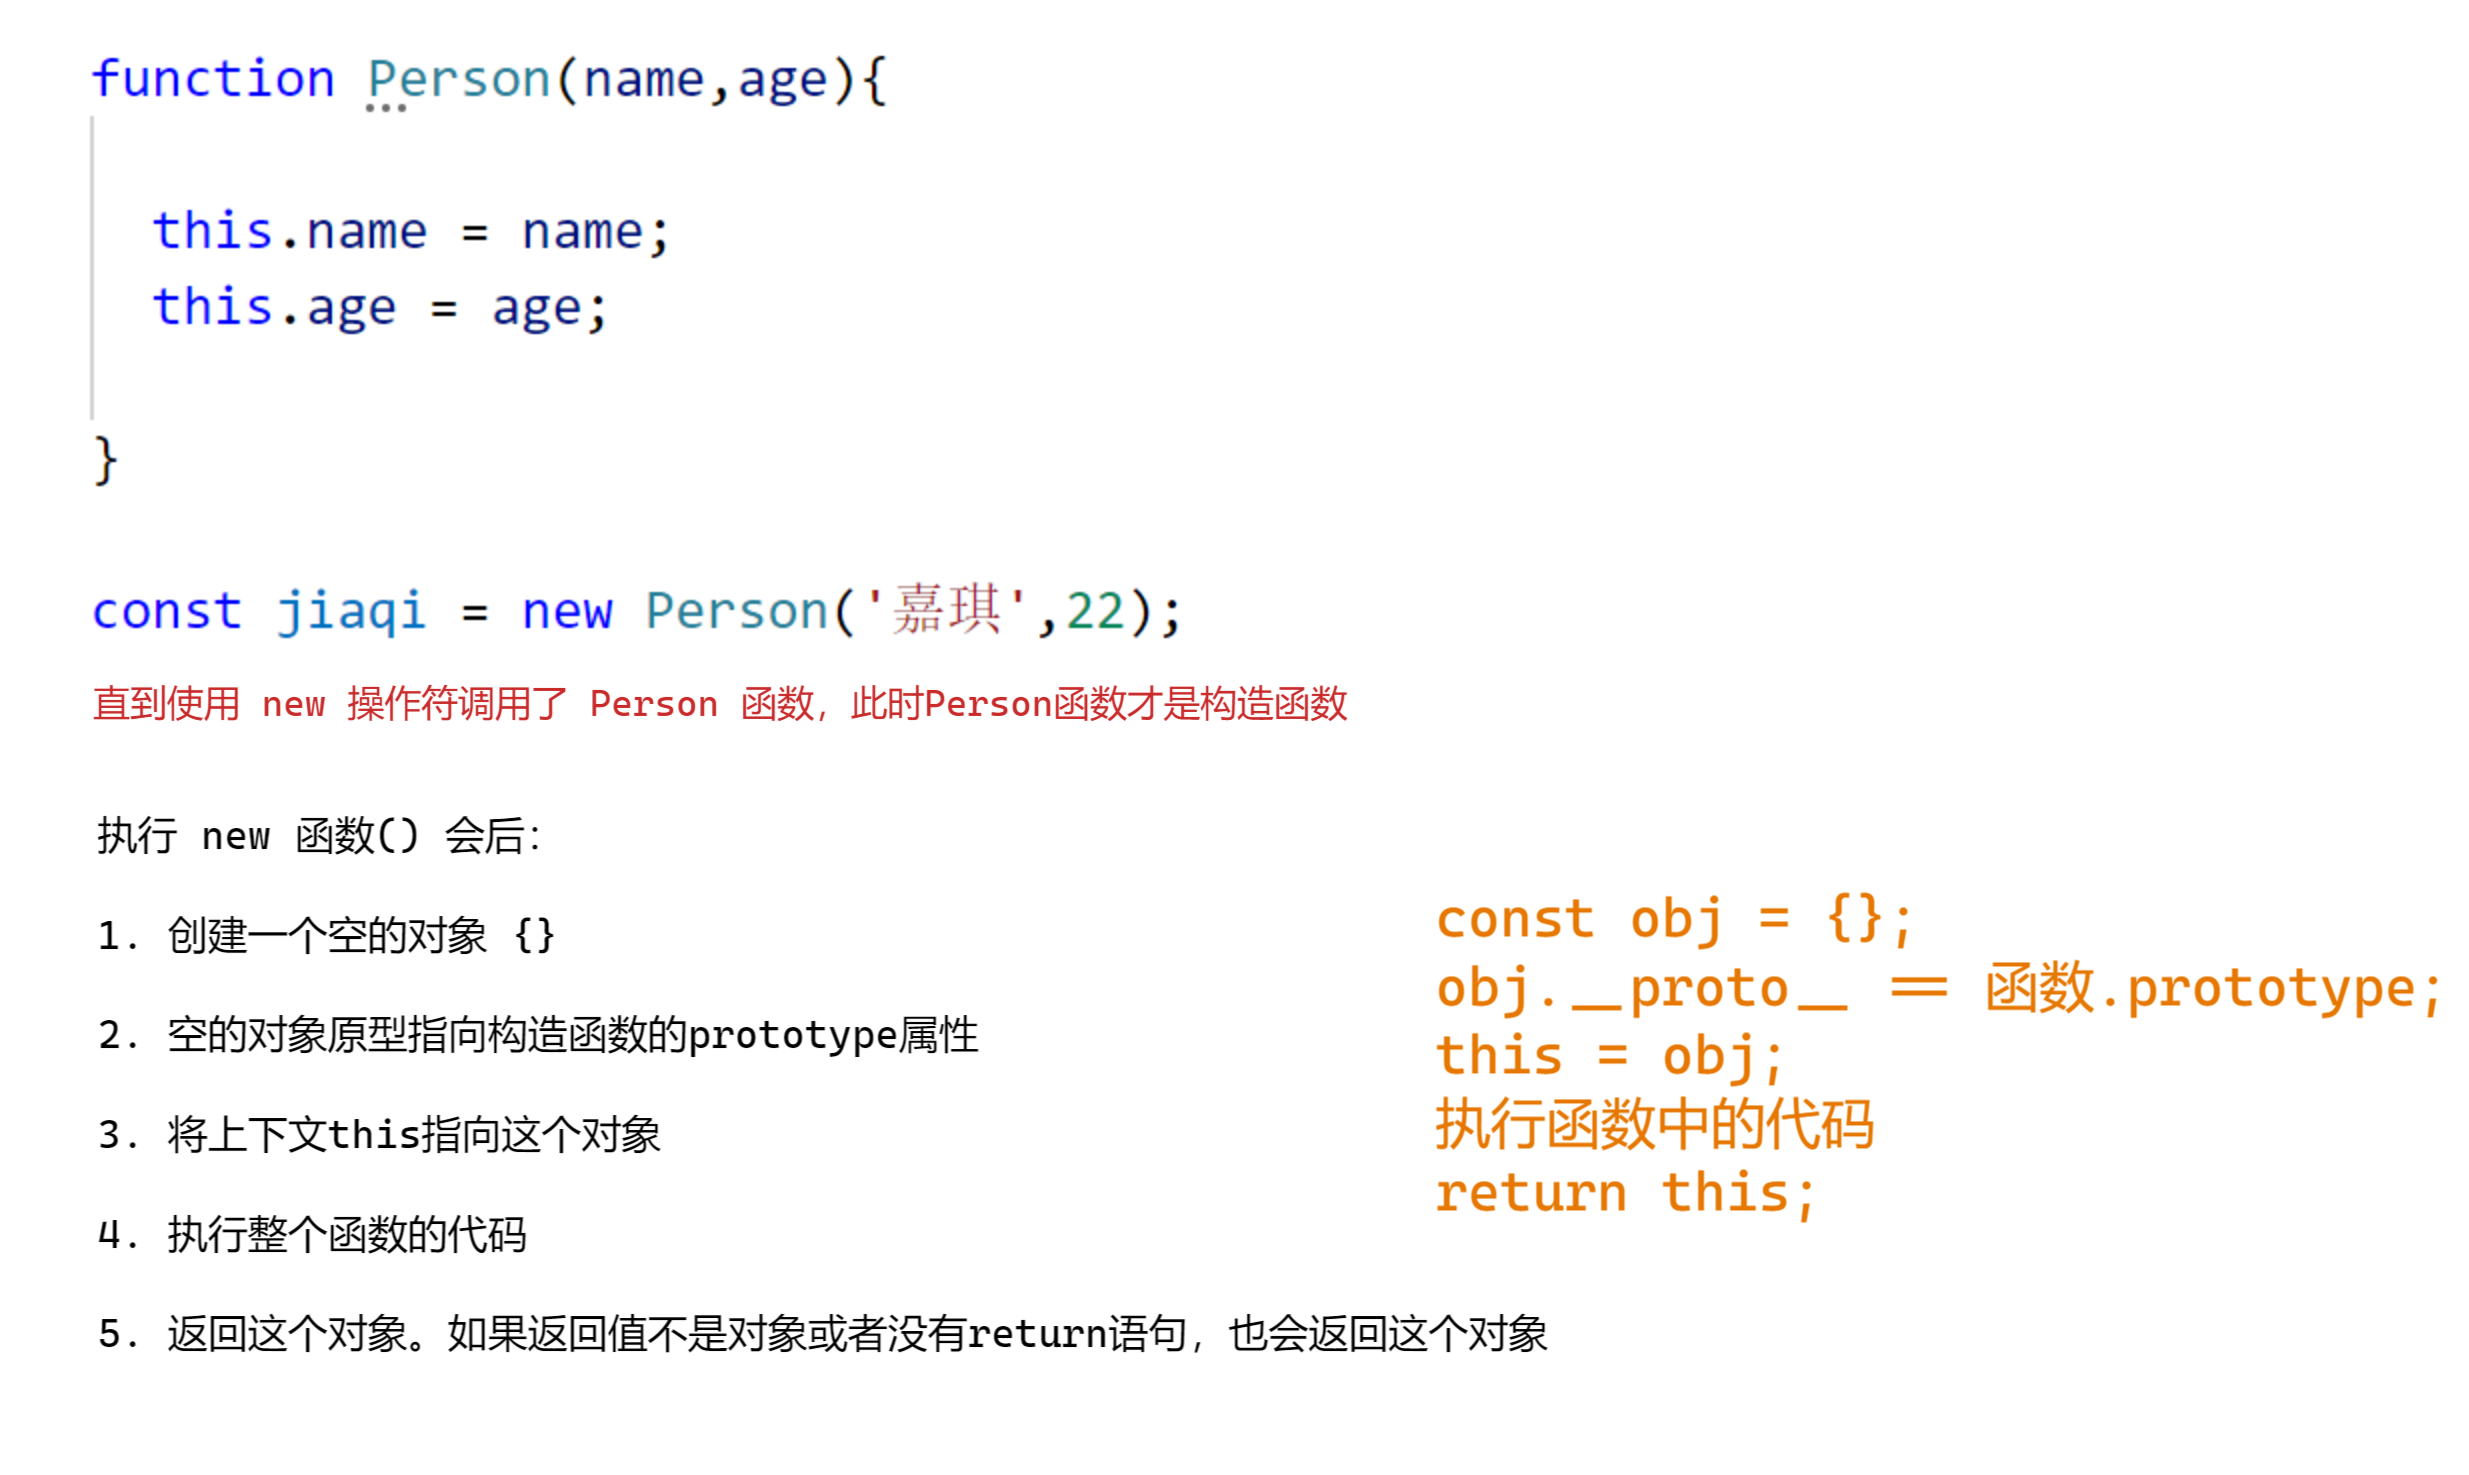 function Person(name,age){
this.name = name;
this.age = age;
}
const jiaqi = new Person('嘉琪',22);
直到使用 new 操作符调用了 Person 函数，此时Person函数才是构造函数
执行 new 函数() 会后：
1. 创建一个空的对象 {}
2. 空的对象原型指向构造函数的prototype属性
3. 将上下文this指向这个对象
4. 执行整个函数的代码
5. 返回这个对象。如果返回值不是对象或者没有return语句，也会返回这个对象
const obj = {};
obj.__proto__ == 函数.prototype;
this = obj;
执行函数中的代码
return this;